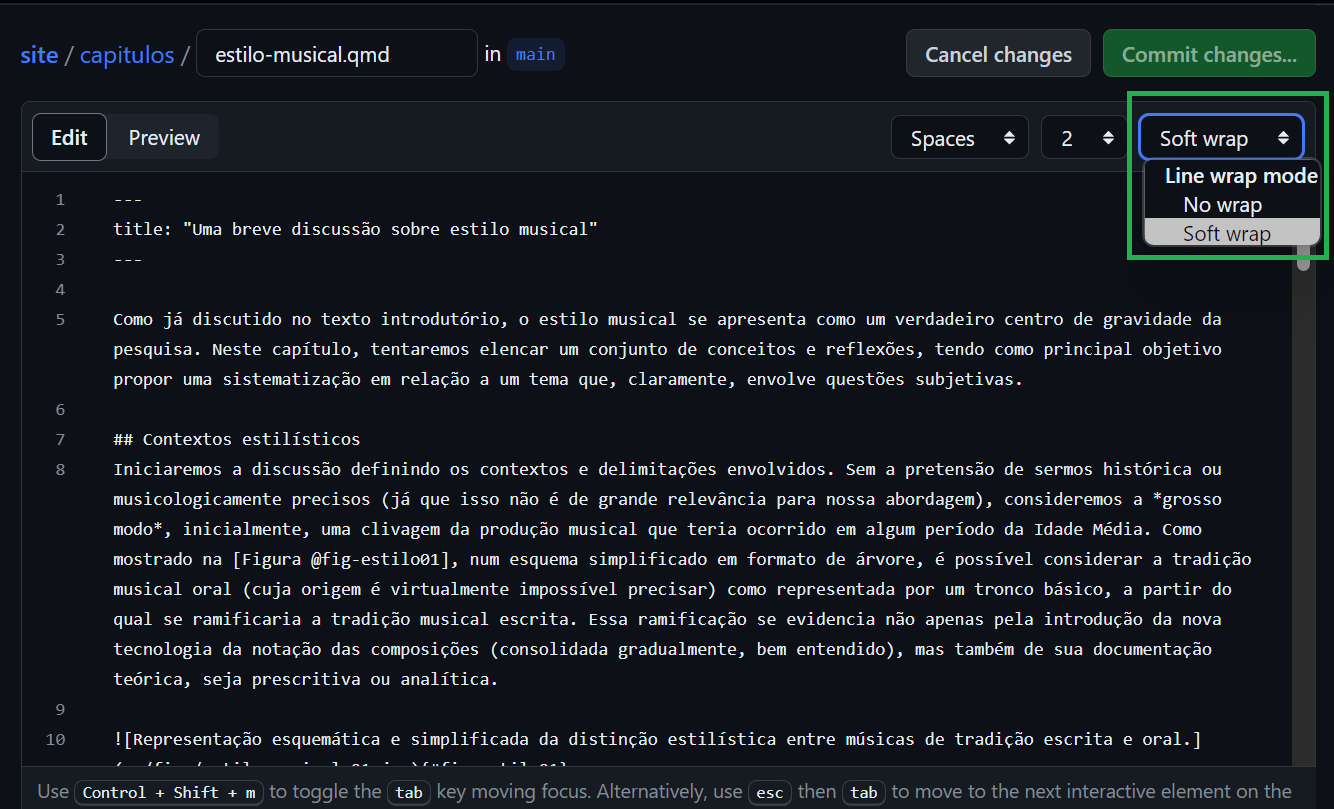 site / capitulos / estilo-musical.qmd in main Cancel changes Commit changes...
Edit Preview Spaces 2 Soft wrap
Line wrap mode
No wrap
Soft wrap
1 ---
2 title: "Uma breve discussão sobre estilo musical"
3 ---
4
5 Como já discutido no texto introdutório, o estilo musical se apresenta como um verdadeiro centro de gravidade da
pesquisa. Neste capítulo, tentaremos elencar um conjunto de conceitos e reflexões, tendo como principal objetivo
propor uma sistematização em relação a um tema que, claramente, envolve questões subjetivas.
6
7 ## Contextos estilísticos
8 Iniciaremos a discussão definindo os contextos e delimitações envolvidos. Sem a pretensão de sermos histórica ou
musicologicamente precisos (já que isso não é de grande relevância para nossa abordagem), consideremos a *grosso
modo*, inicialmente, uma clivagem da produção musical que teria ocorrido em algum período da Idade Média. Como
mostrado na [Figura @fig-estilo01], num esquema simplificado em formato de árvore, é possível considerar a tradição
musical oral (cuja origem é virtualmente impossível precisar) como representada por um tronco básico, a partir do
qual se ramificaria a tradição musical escrita. Essa ramificação se evidencia não apenas pela introdução da nova
tecnologia da notação das composições (consolidada gradualmente, bem entendido), mas também de sua documentação
teórica, seja prescritiva ou analítica.
9
10 ![Representação esquemática e simplificada da distinção estilística entre músicas de tradição escrita e oral.]
Use Control + Shift + m to toggle the tab key moving focus. Alternatively, use esc then tab to move to the next interactive element on the